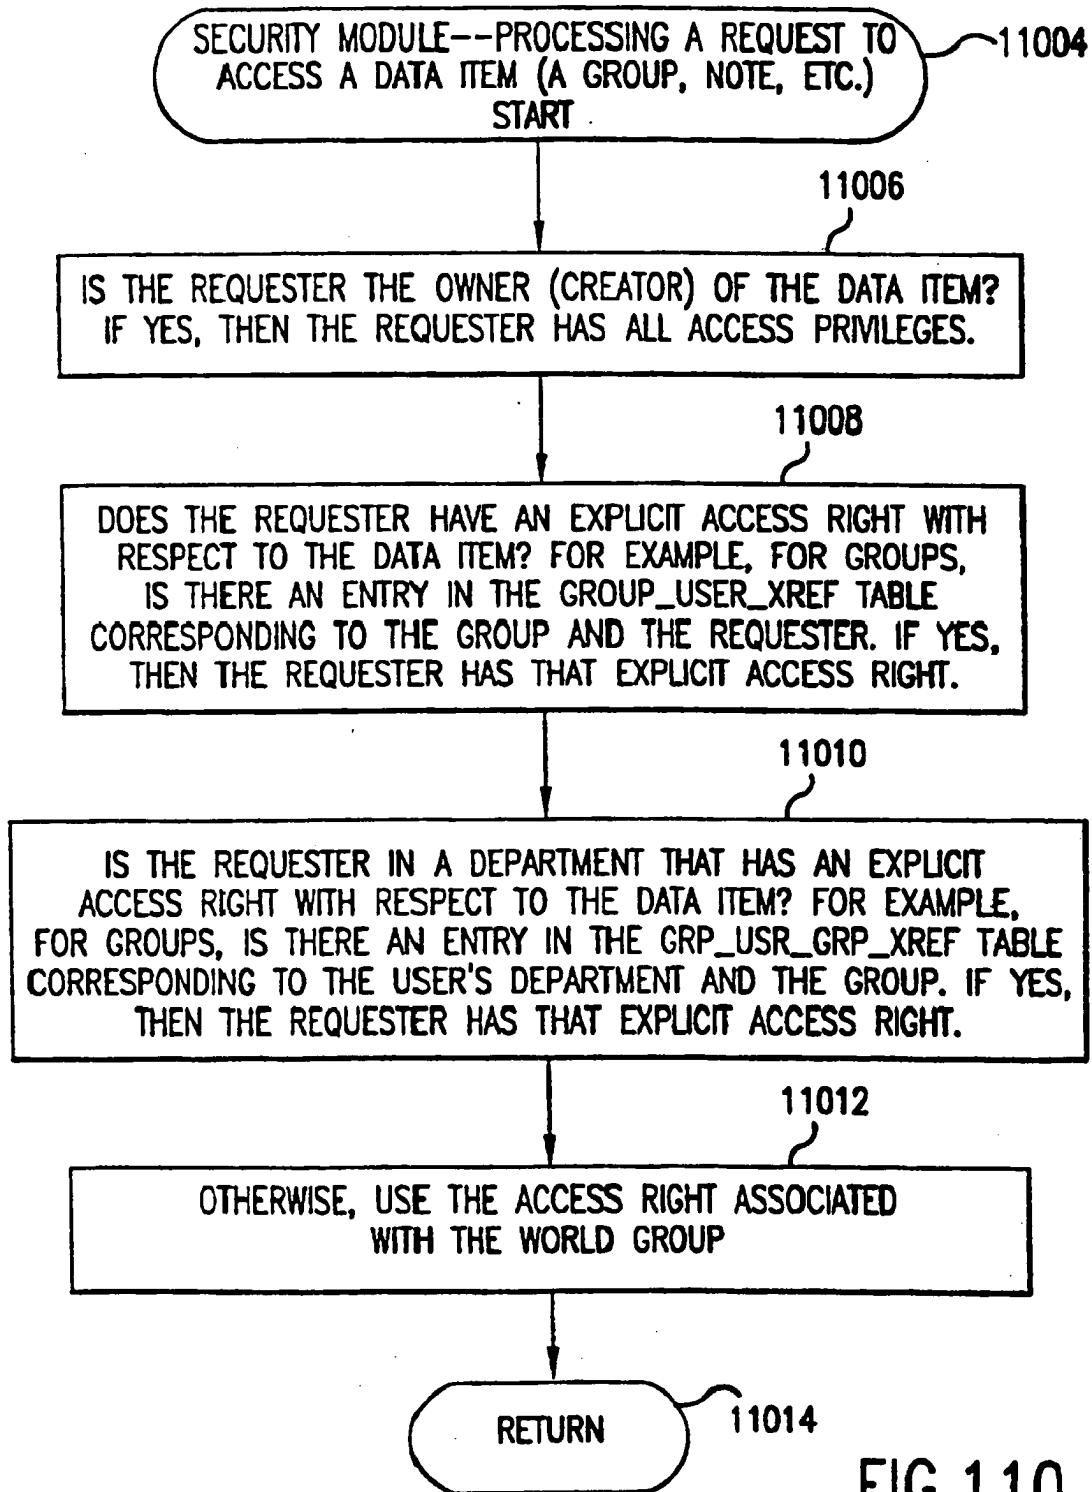 SECURITY MODULE--PROCESSING A REQUEST TO
ACCESS A DATA ITEM (A GROUP, NOTE, ETC.)
START
11004
11006
IS THE REQUESTER THE OWNER (CREATOR) OF THE DATA ITEM?
IF YES, THEN THE REQUESTER HAS ALL ACCESS PRIVILEGES.
11008
DOES THE REQUESTER HAVE AN EXPLICIT ACCESS RIGHT WITH
RESPECT TO THE DATA ITEM? FOR EXAMPLE, FOR GROUPS,
IS THERE AN ENTRY IN THE GROUP_USER_XREF TABLE
CORRESPONDING TO THE GROUP AND THE REQUESTER. IF YES,
THEN THE REQUESTER HAS THAT EXPLICIT ACCESS RIGHT.
11010
IS THE REQUESTER IN A DEPARTMENT THAT HAS AN EXPLICIT
ACCESS RIGHT WITH RESPECT TO THE DATA ITEM? FOR EXAMPLE,
FOR GROUPS, IS THERE AN ENTRY IN THE GRP_USR_GRP_XREF TABLE
CORRESPONDING TO THE USER'S DEPARTMENT AND THE GROUP. IF YES,
THEN THE REQUESTER HAS THAT EXPLICIT ACCESS RIGHT.
11012
OTHERWISE, USE THE ACCESS RIGHT ASSOCIATED
WITH THE WORLD GROUP
RETURN
11014
FIG.110